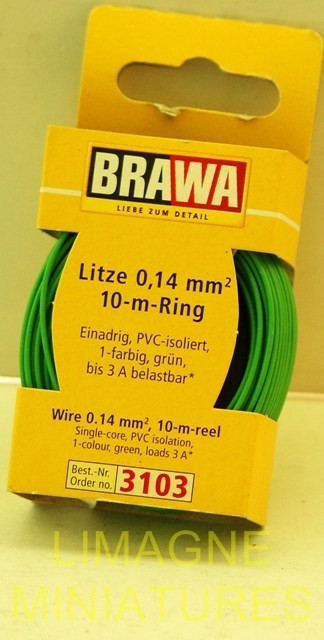 BRAWA
LIEBE ZUM DETAIL
Litze 0,14 mm²
10-m-Ring
Einadrig, PVC-isoliert,
1-farbig, grün,
bis 3 A belastbar*
Wire 0.14 mm², 10-m-reel
Single-core, PVC isolation,
1-colour, green, loads 3 A*
Best.-Nr.
Order no. 3103
LIMAGNE
MINIATURES